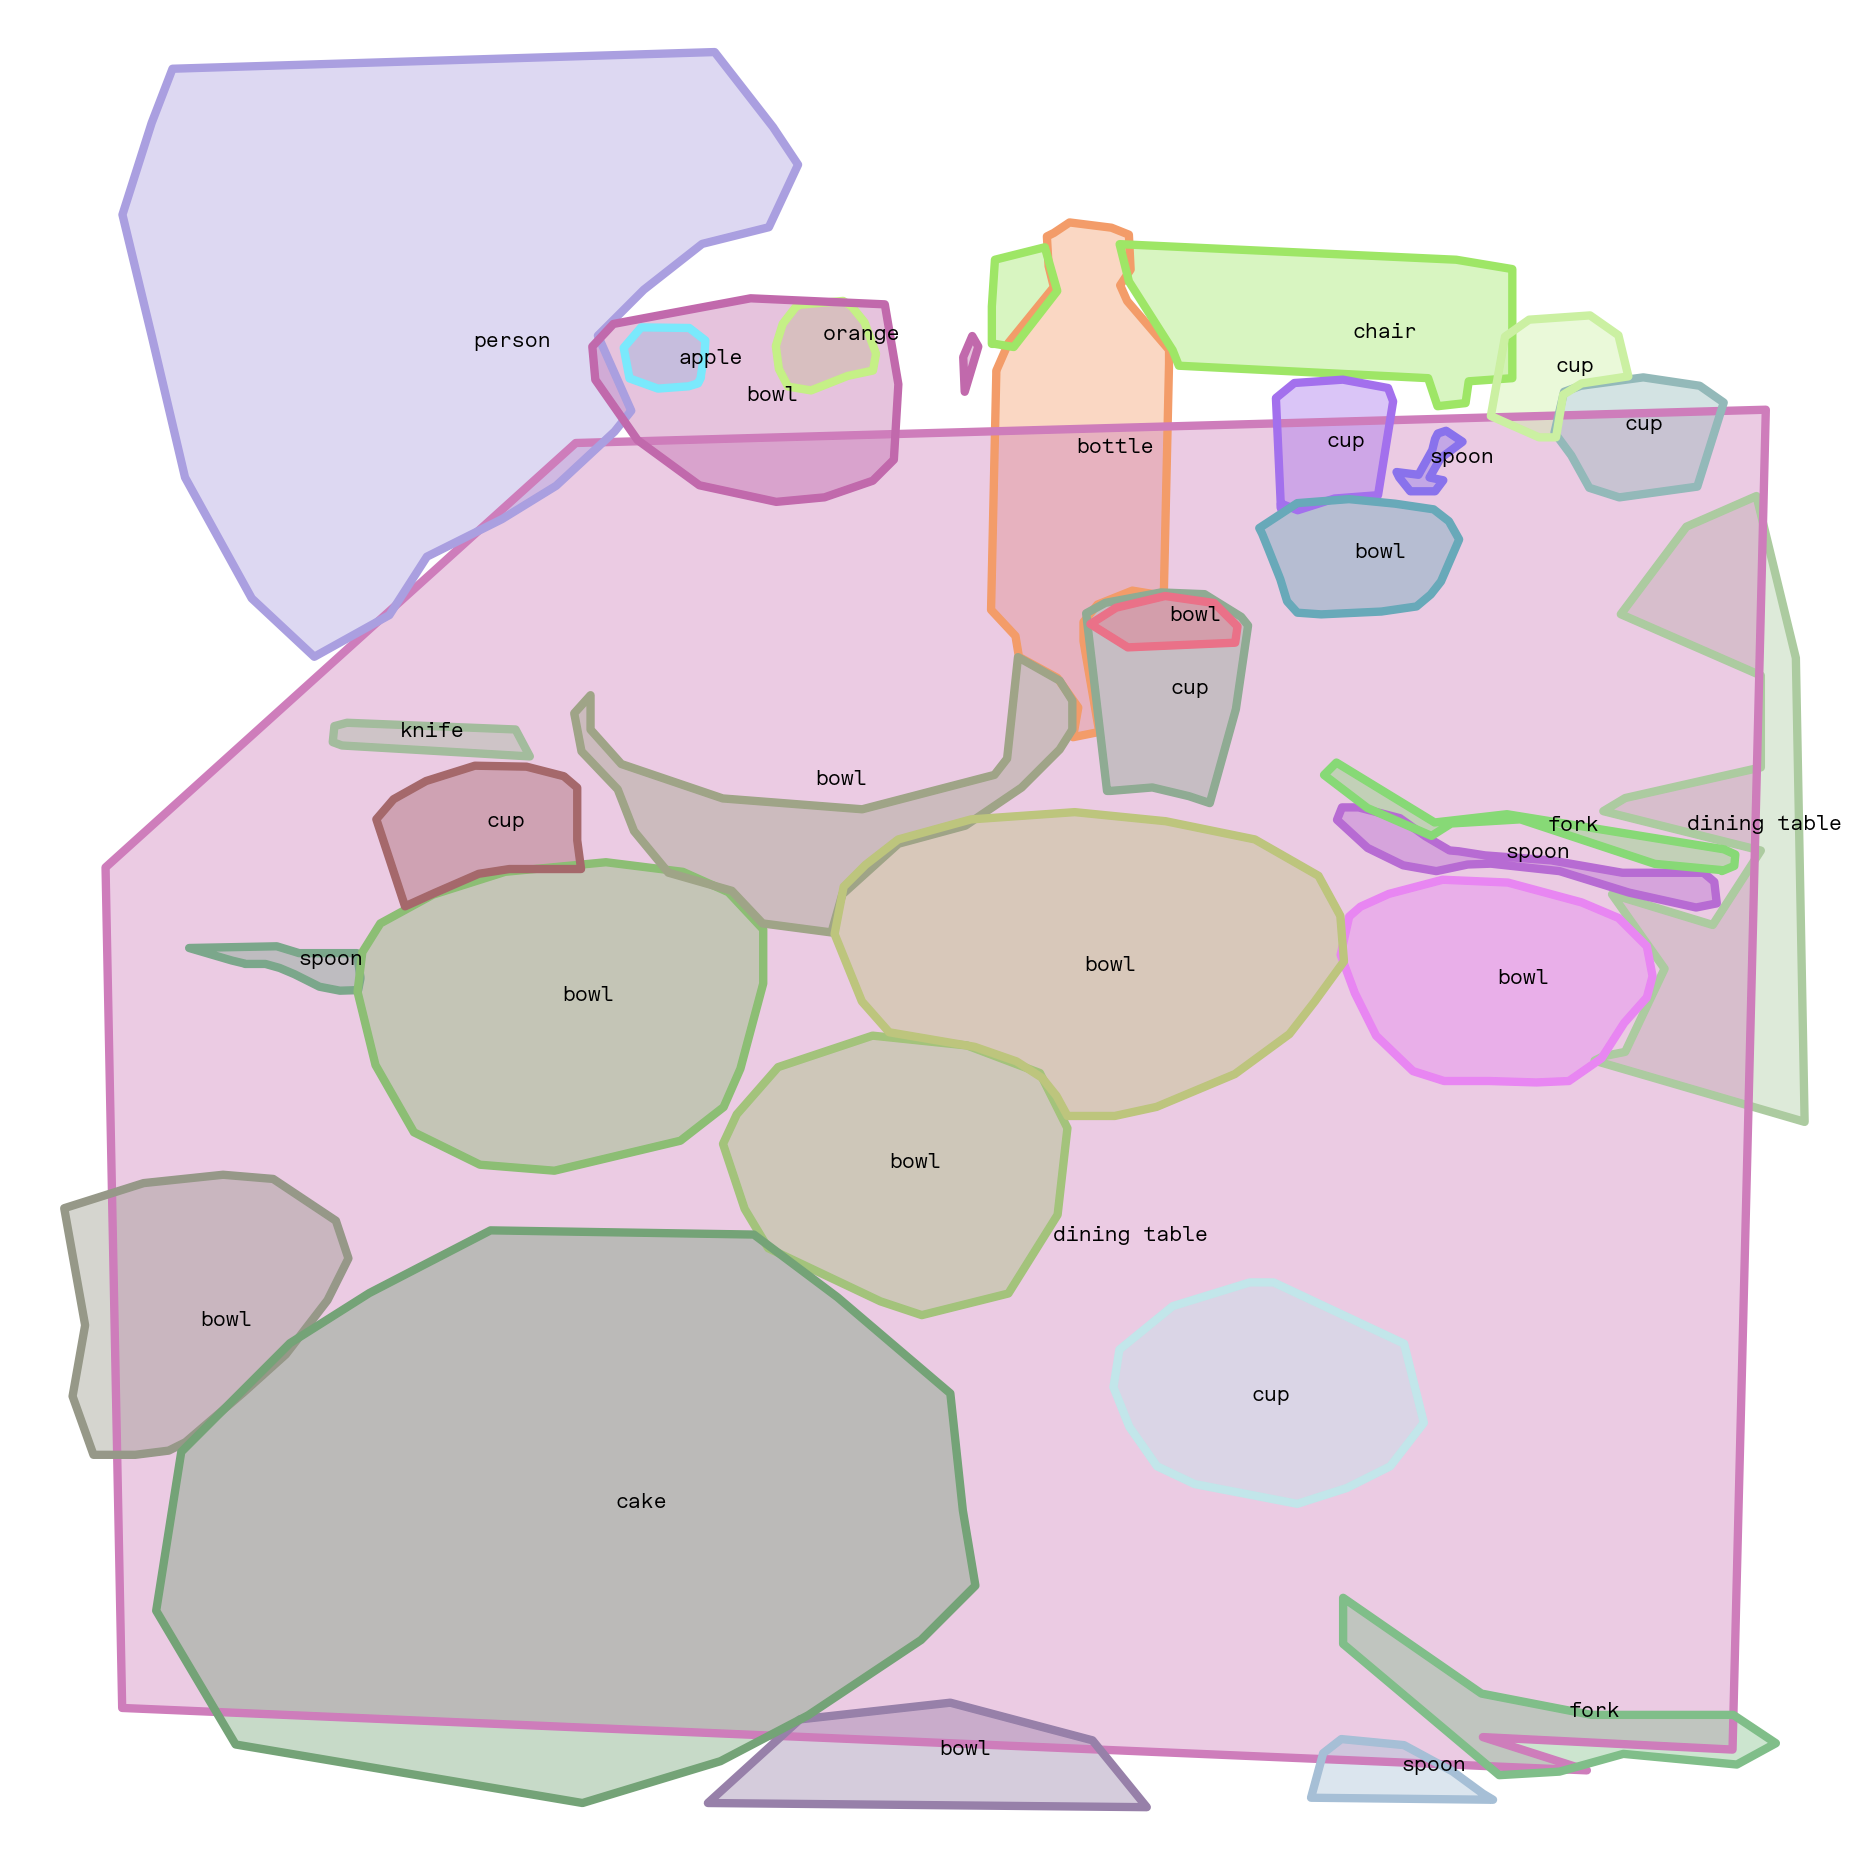 person
orange
chair
apple
cup
bowl
cup
cup
bottle
spoon
bowl
bowl
cup
knife
bowl
cup
fork
dining table
spoon
spoon
bowl
bowl
bowl
bowl
dining table
bowl
cup
cake
fork
bowl
spoon